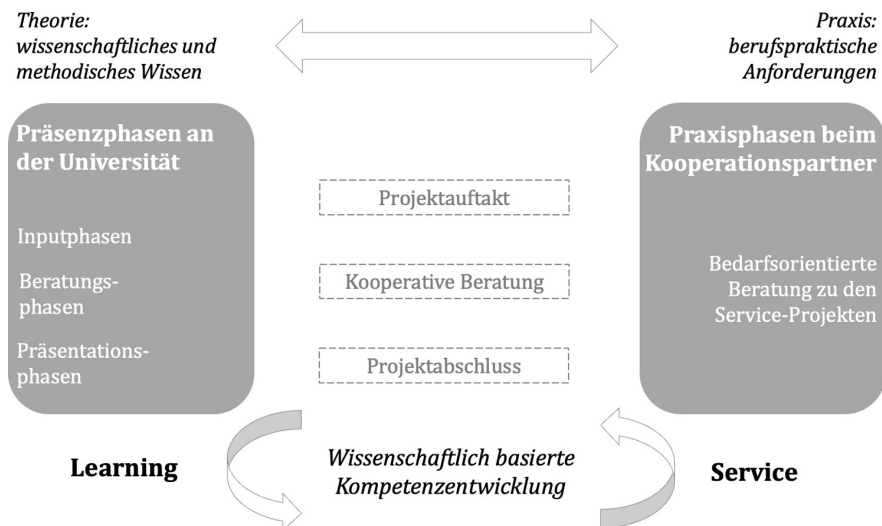 Theorie:
wissenschaftliches und
methodisches Wissen
Praxis:
berufspraktische
Anforderungen
Präsenzphasen an
der Universität
Inputphasen
Beratungs-
phasen
Präsentations-
phasen
Projektauftakt
Kooperative Beratung
Projektabschluss
Praxisphasen beim
Kooperationspartner
Bedarfsorientierte
Beratung zu den
Service-Projekten
Learning
Wissenschaftlich basierte
Kompetenzentwicklung
Service